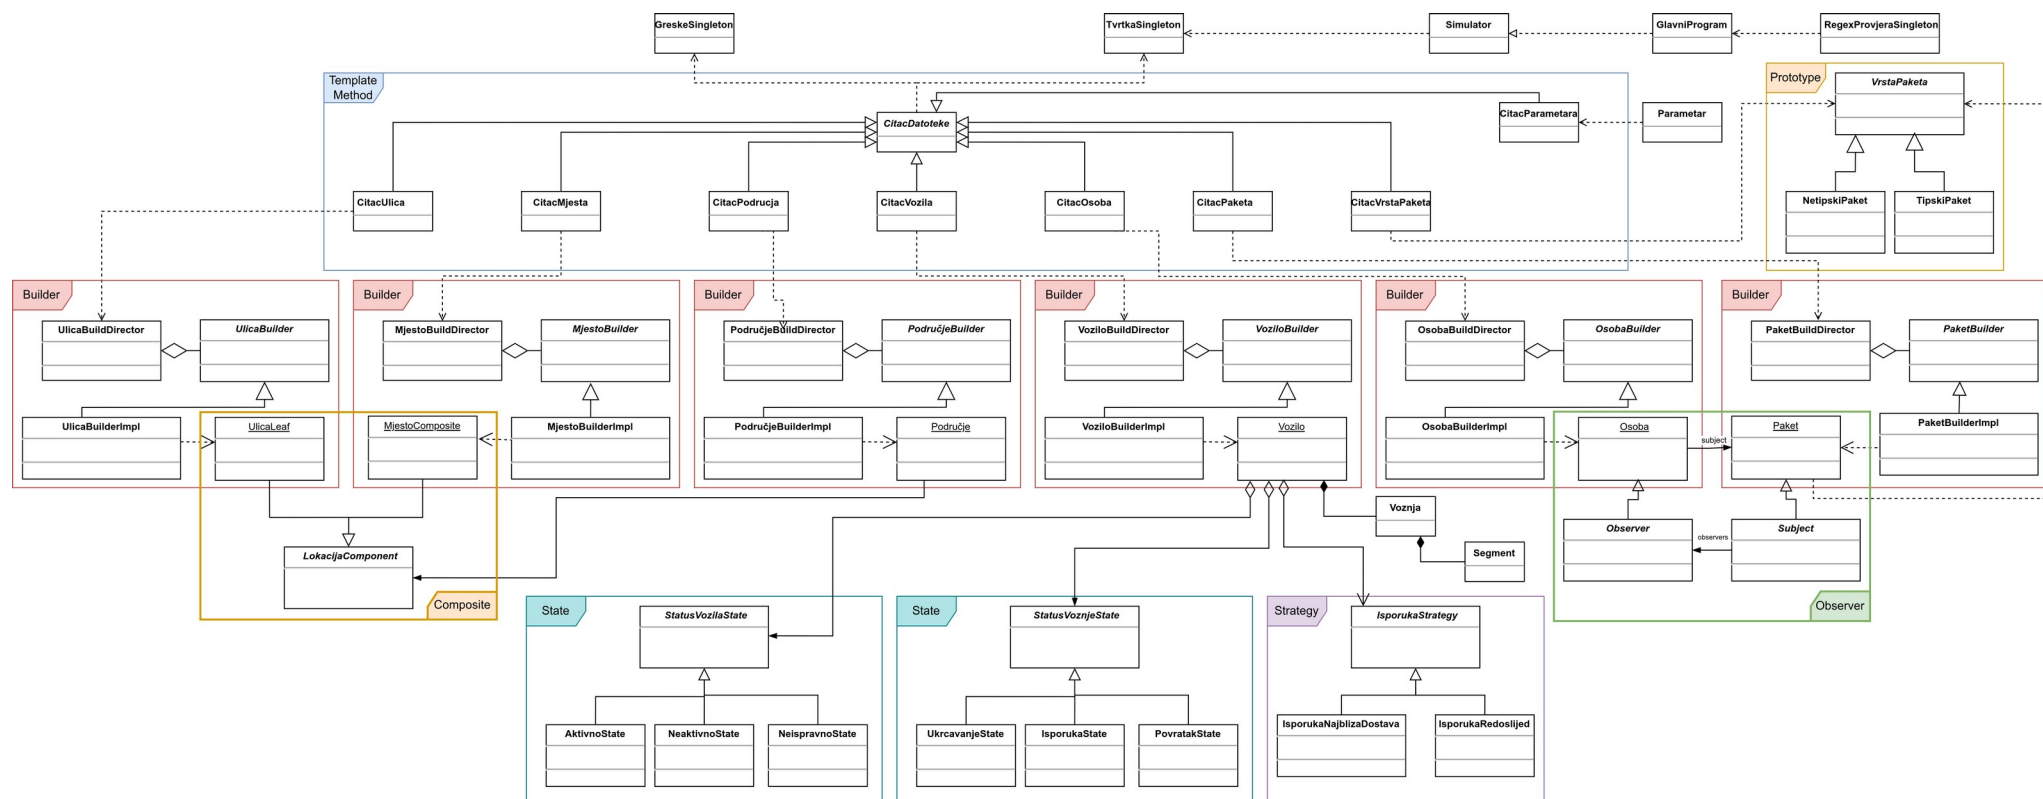 GreskeSingleton
TvrtkaSingleton
Simulator
GlavniProgram
RegexProvjeraSingleton
Template
Method
Prototype
VrstaPaketa
CitacDatoteke
CitacParametara
Parametar
CitacUlica
CitacMjesta
CitacPodrucja
CitacVozila
CitacOsoba
CitacPaketa
CitacVrstaPaketa
NetipskiPaket
TipskiPaket
Builder
Builder
Builder
Builder
Builder
Builder
UlicaBuildDirector
UlicaBuilder
MjestoBuildDirector
MjestoBuilder
PodručjeBuildDirector
PodručjeBuilder
VoziloBuildDirector
VoziloBuilder
OsobaBuildDirector
OsobaBuilder
PaketBuildDirector
PaketBuilder
UlicaBuilderImpl
UlicaLeaf
MjestoComposite
MjestoBuilderImpl
PodručjeBuilderImpl
Područje
VoziloBuilderImpl
Vozilo
OsobaBuilderImpl
Osoba
subject
Paket
PaketBuilderImpl
Voznja
Segment
Observer
observers
Subject
LokacijaComponent
Composite
Observer
State
StatusVozilaState
State
StatusVoznjeState
Strategy
IsporukaStrategy
AktivnoState
NeaktivnoState
NeispravnoState
UkrcavanjeState
IsporukaState
PovratakState
IsporukaNajblizaDostava
IsporukaRedoslijed